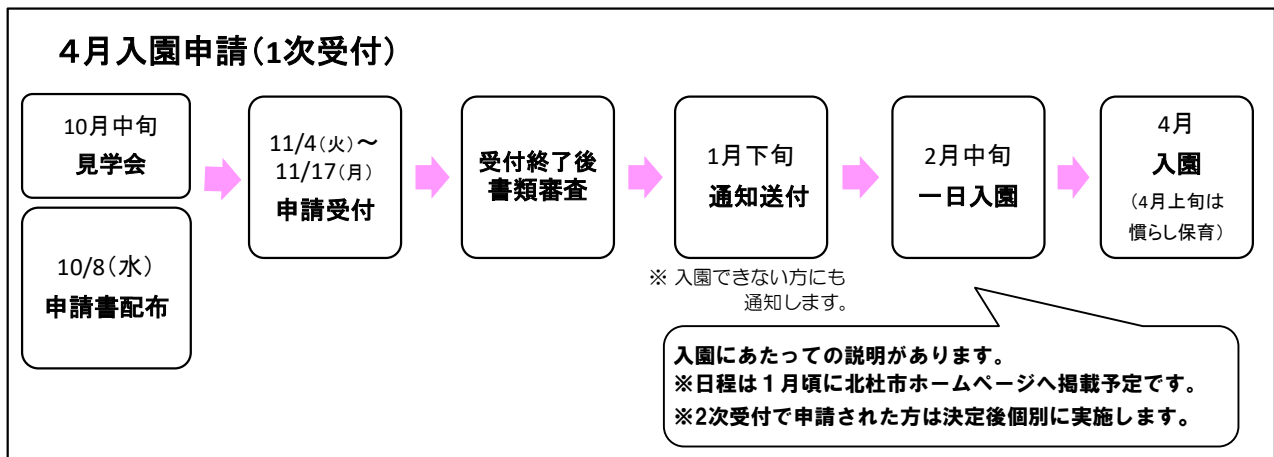 ４月入園申請（1次受付）
10月中旬
見学会
10/8（水）
申請書配布
11/4（火）～
11/17（月）
申請受付
受付終了後
書類審査
1月下旬
通知送付
※ 入園できない方にも
通知します。
2月中旬
一日入園
4月
入園
（4月上旬は
慣らし保育）
入園にあたっての説明があります。
※日程は１月頃に北杜市ホームページへ掲載予定です。
※2次受付で申請された方は決定後個別に実施します。